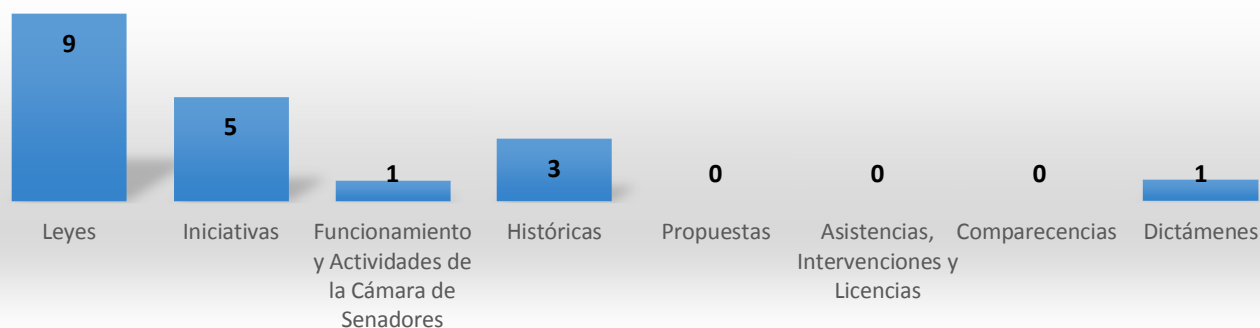 9
5
1
3
0
0
0
1
Leyes
Iniciativas
Funcionamiento
y Actividades de
la Cámara de
Senadores
Históricas
Propuestas
Asistencias,
Intervenciones y
Licencias
Comparecencias
Dictámenes